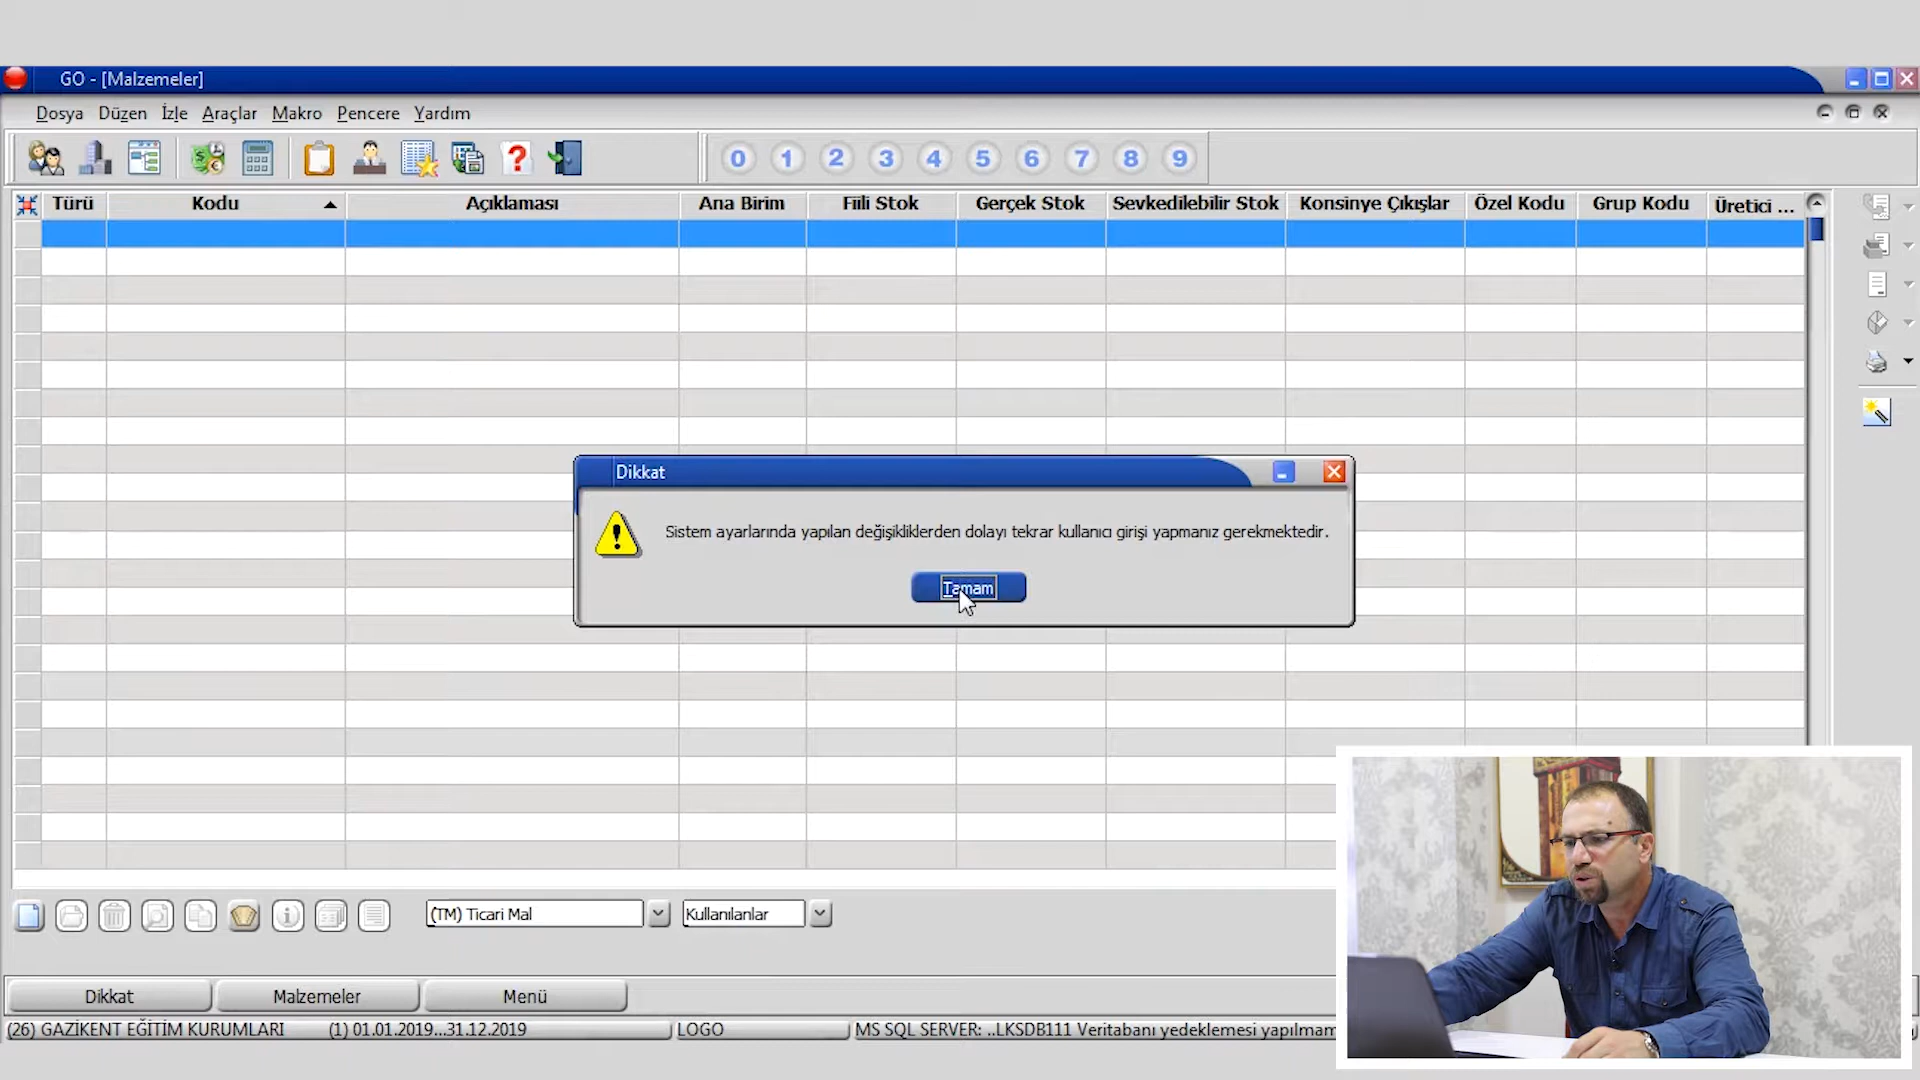 GO - [Malzemeler]
Dosya Düzen İzle Araçlar Makro Pencere Yardım
0 1 2 3 4 5 6 7 8 9
Türü Kodu Açıklaması Ana Birim Fiili Stok Gerçek Stok Sevkedilebilir Stok Konsinye Çıkışlar Özel Kodu Grup Kodu Üretici ...
Dikkat
Sistem ayarlarında yapılan değişikliklerden dolayı tekrar kullanıcı girişi yapmanız gerekmektedir.
Tamam
(TM) Ticari Mal Kullanılanlar
Dikkat Malzemeler Menü
(26) GAZİKENT EĞİTİM KURUMLARI (1) 01.01.2019...31.12.2019 LOGO MS SQL SERVER: ..LKSDB111 Veritabanı yedeklemesi yapılmam